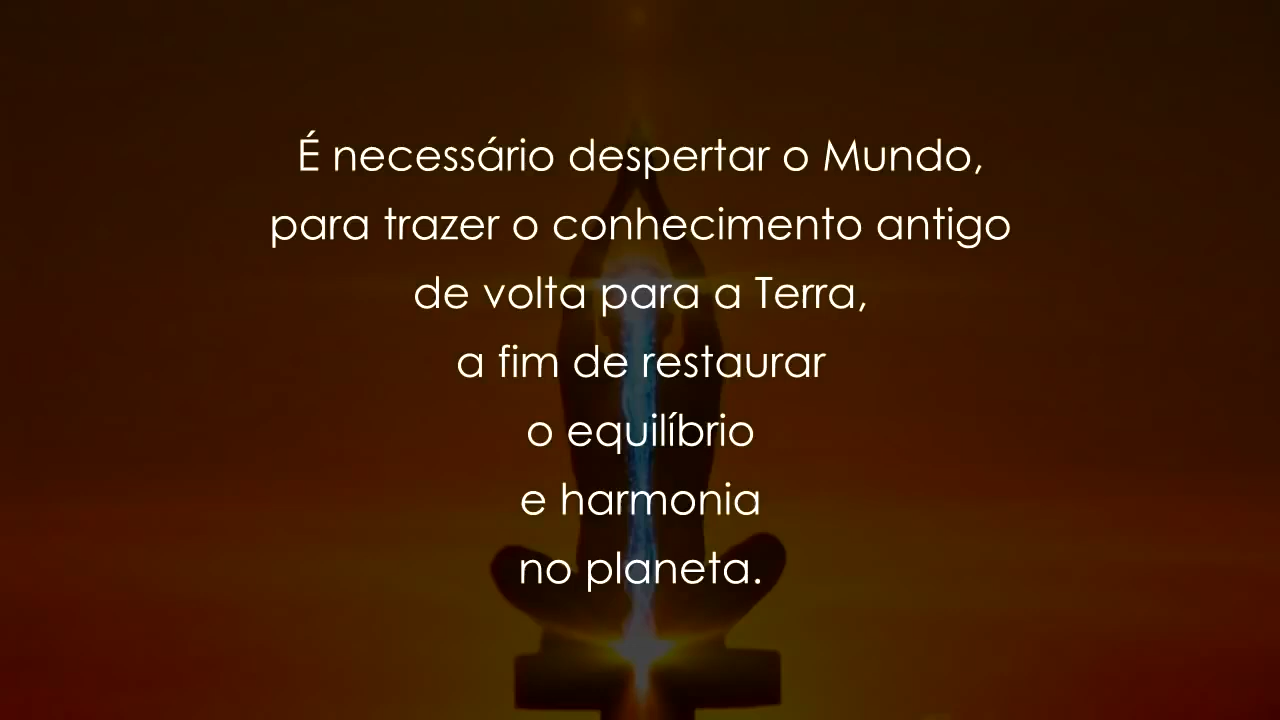 É necessário despertar o Mundo,
para trazer o conhecimento antigo
de volta para a Terra,
a fim de restaurar
o equilíbrio
e harmonia
no planeta.